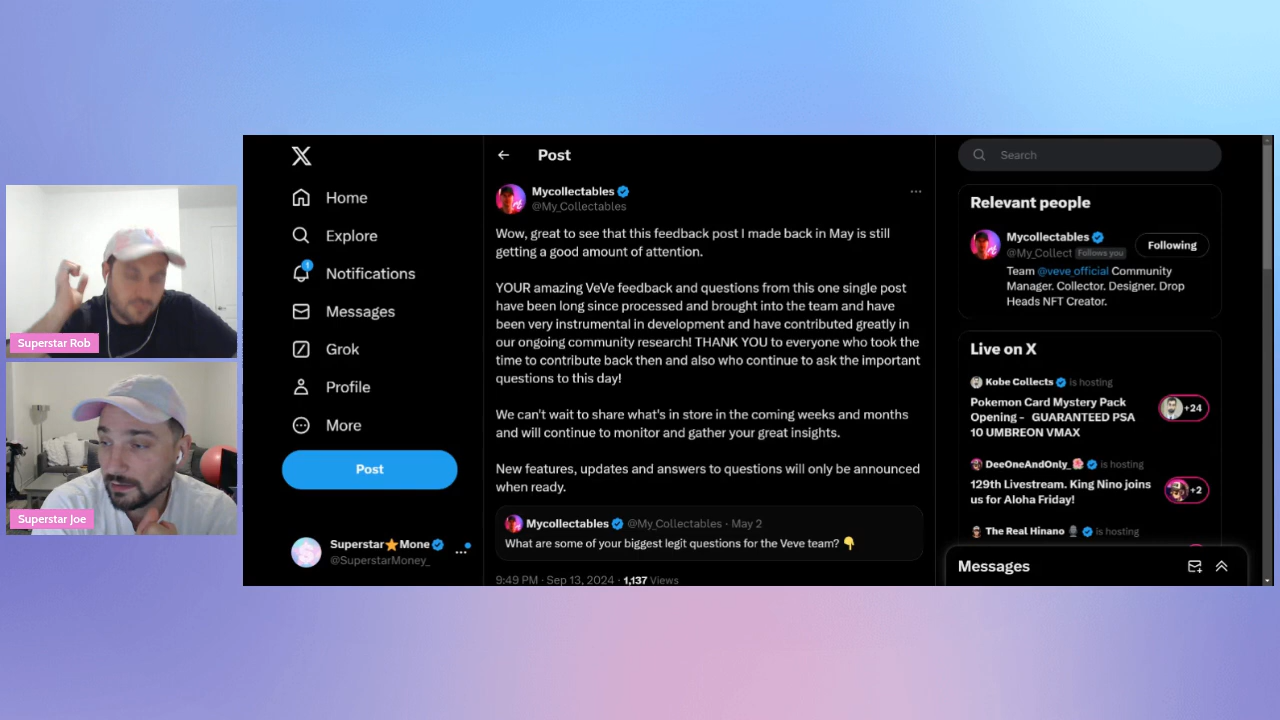 Superstar Rob
Superstar Joe
Home
Explore
1
Notifications
Messages
Grok
Profile
More
Post
Superstar⭐Mone
@SuperstarMoney_
Post
Mycollectables
@My_Collectables
Wow, great to see that this feedback post I made back in May is still
getting a good amount of attention.
YOUR amazing VeVe feedback and questions from this one single post
have been long since processed and brought into the team and have
been very instrumental in development and have contributed greatly in
our ongoing community research! THANK YOU to everyone who took the
time to contribute back then and also who continue to ask the important
questions to this day!
We can't wait to share what's in store in the coming weeks and months
and will continue to monitor and gather your great insights.
New features, updates and answers to questions will only be announced
when ready.
Mycollectables @My_Collectables · May 2
What are some of your biggest legit questions for the Veve team? 👇
9:49 PM · Sep 13, 2024 · 1,137 Views
Search
Relevant people
Mycollectables
@My_Collect Follows you
Following
Team @veve_official Community
Manager. Collector. Designer. Drop
Heads NFT Creator.
Live on X
Kobe Collects is hosting
Pokemon Card Mystery Pack
Opening - GUARANTEED PSA
10 UMBREON VMAX
+24
DeeOneAndOnly_🌺 is hosting
129th Livestream. King Nino joins
us for Aloha Friday!
+2
The Real Hinano 🎙 is hosting
Messages